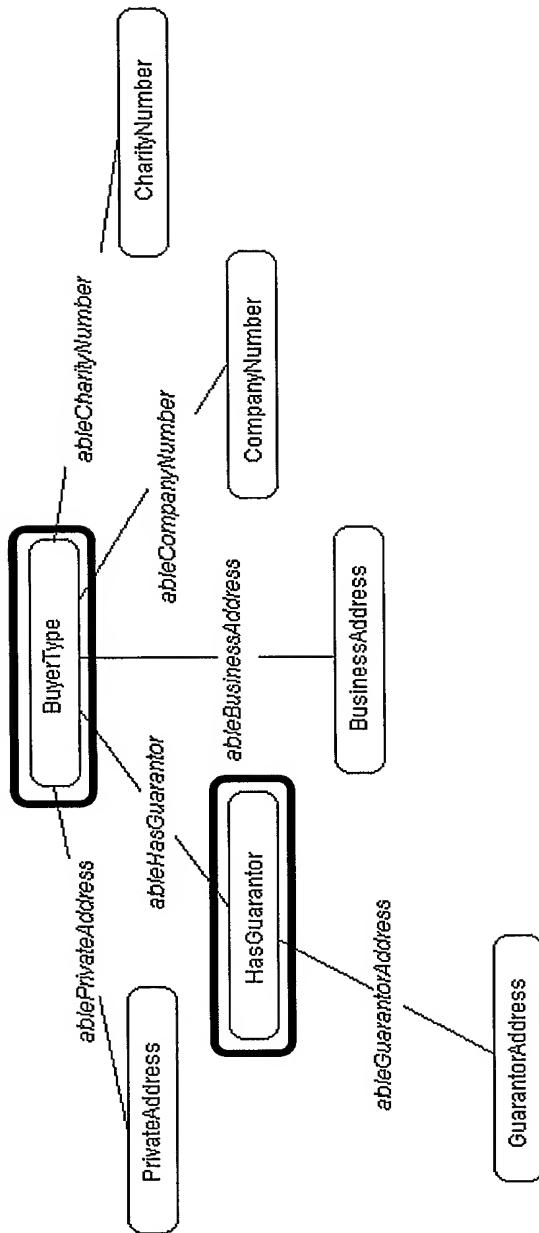 BuyerType
ablePrivateAddress
ableHasGuarantor
ableBusinessAddress
ableCompanyNumber
ableCharityNumber
PrivateAddress
HasGuarantor
BusinessAddress
CompanyNumber
CharityNumber
ableGuarantorAddress
GuarantorAddress